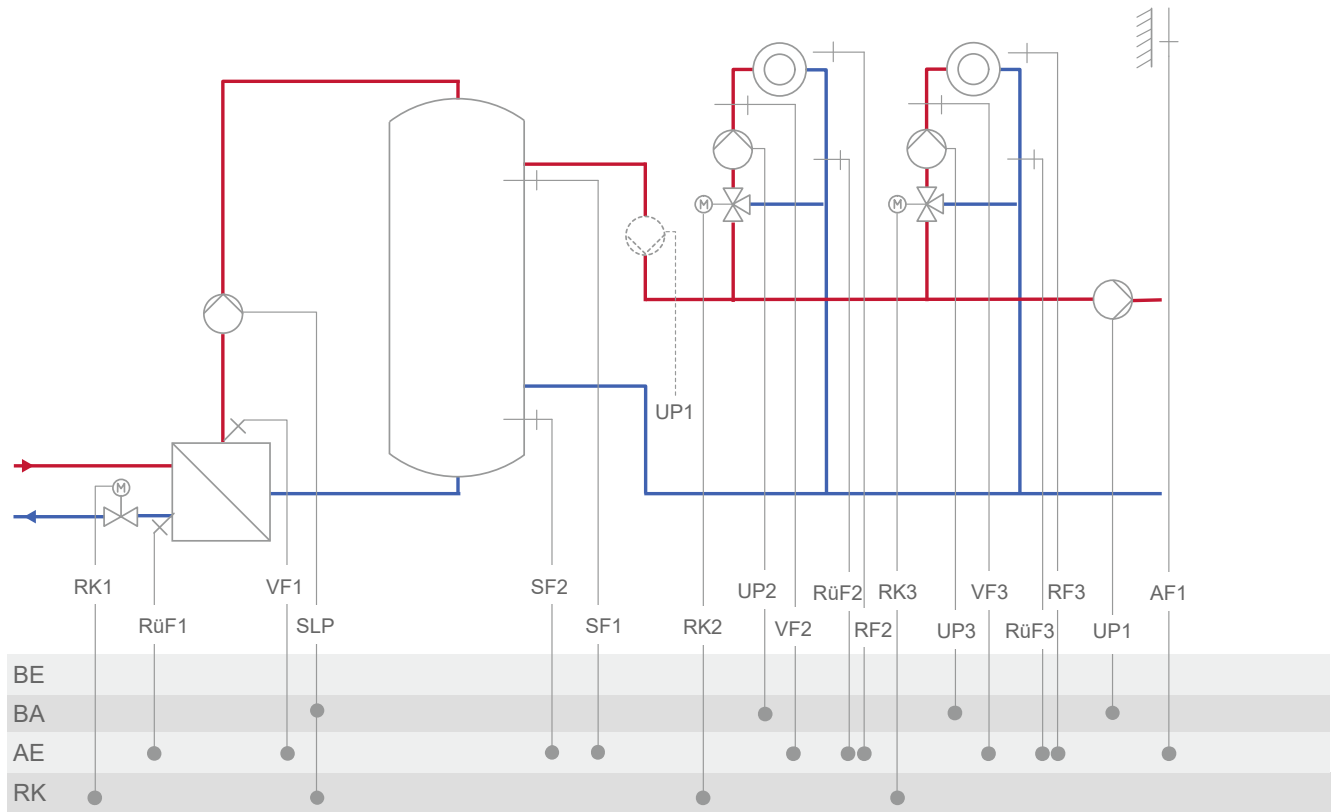 M
M
UP1
M
RK1
VF1
SF2
UP2
RüF2
RK3
VF3
RF3
AF1
RüF1
SLP
SF1
RK2
VF2
RF2
UP3
RüF3
UP1
BE
BA
AE
RK